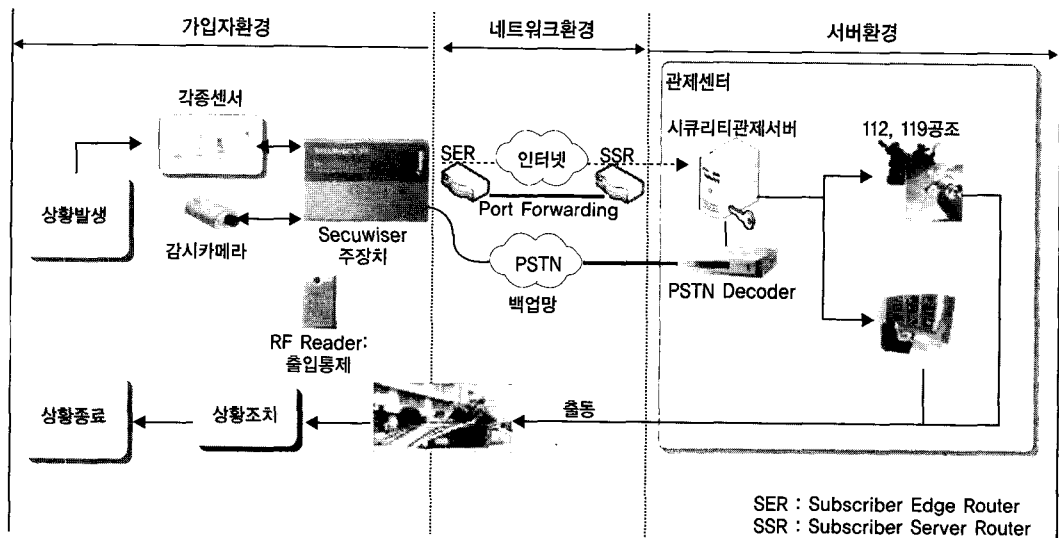 가입자환경
네트워크환경
서버환경
관제센터
각종센서
시큐리티관제서버
112, 119공조
SER
인터넷
SSR
상황발생
Port Forwarding
감시카메라
Secuwiser
주장치
PSTN
PSTN Decoder
백업망
RF Reader:
출입통제
상황종료
상황조치
출동
SER : Subscriber Edge Router
SSR : Subscriber Server Router